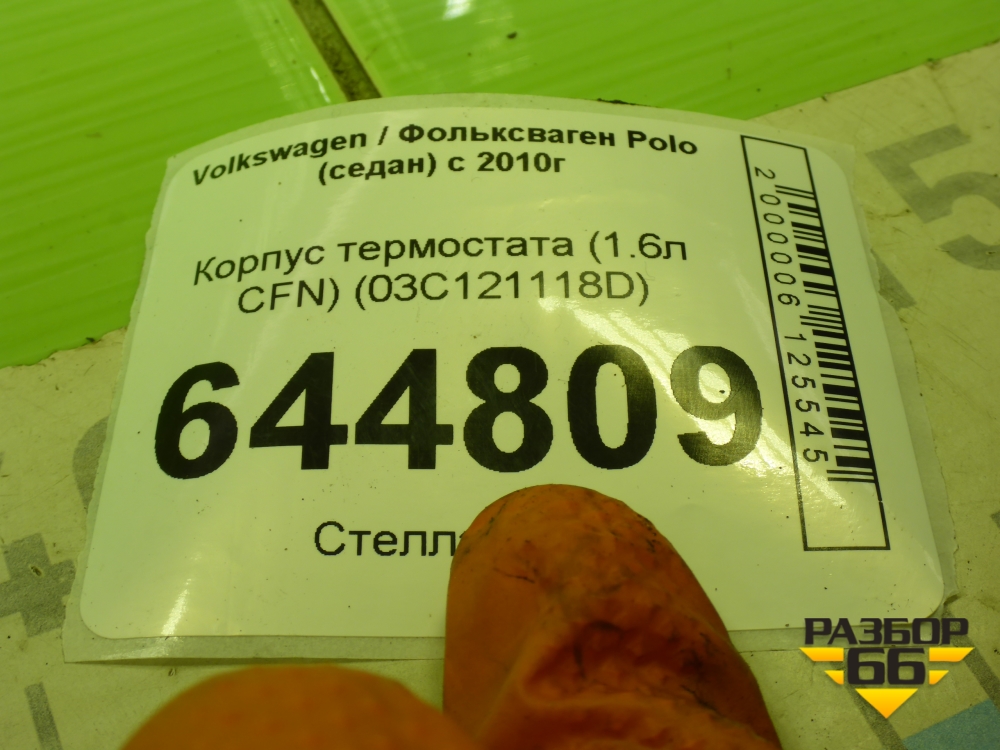 Volkswagen / Фольксваген Polo
(седан) с 2010г
Корпус термостата (1.6л
CFN) (03C121118D)
644809
2000006125545
РАЗБОР
66